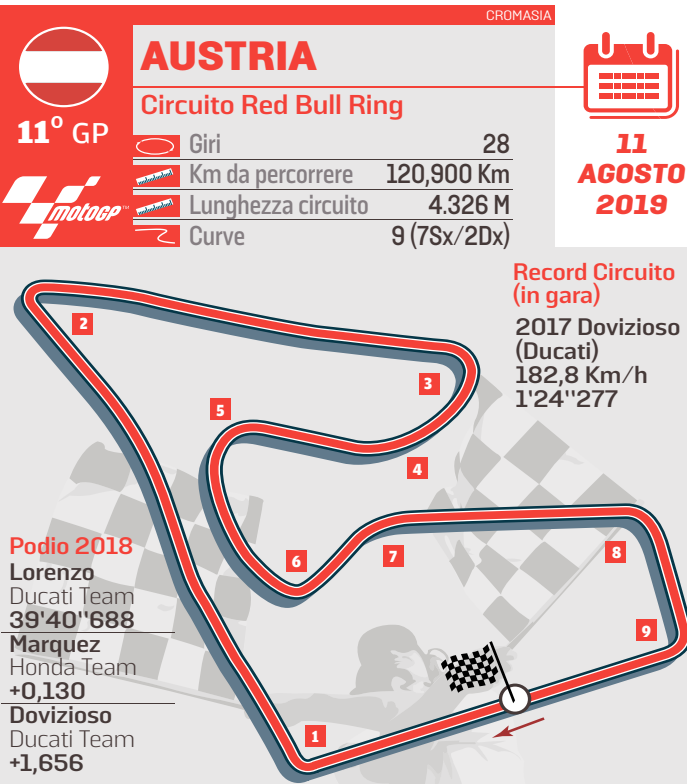 CROMASIA
AUSTRIA
Circuito Red Bull Ring
11° GP
MotoGP™
Giri 28
Km da percorrere 120,900 Km
Lunghezza circuito 4.326 M
Curve 9 (7Sx/2Dx)
11
AGOSTO
2019
Record Circuito
(in gara)
2017 Dovizioso
(Ducati)
182,8 Km/h
1'24''277
2
3
5
4
6
7
8
9
1
Podio 2018
Lorenzo
Ducati Team
39'40''688
Marquez
Honda Team
+0,130
Dovizioso
Ducati Team
+1,656